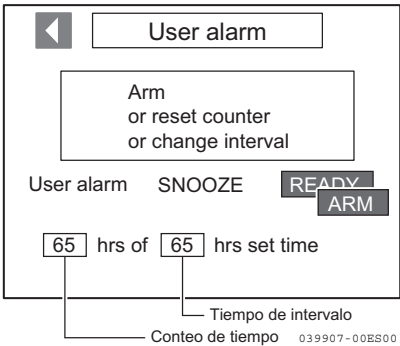 User alarm
Arm
or reset counter
or change interval
User alarm SNOOZE READY
ARM
65 hrs of 65 hrs set time
Tiempo de intervalo
Conteo de tiempo 039907-00ES00